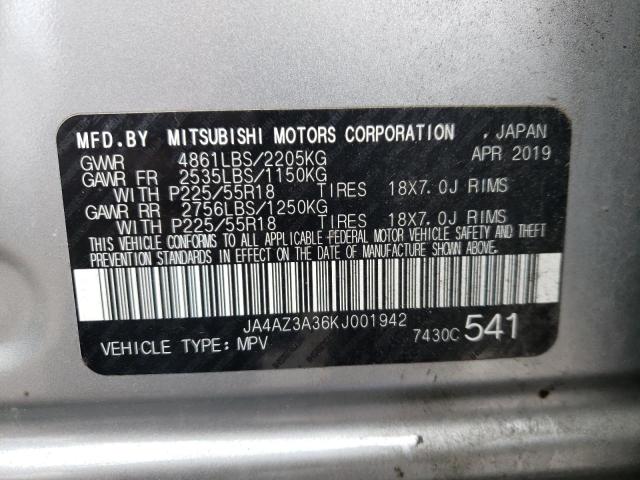 MFD.BY MITSUBISHI MOTORS CORPORATION , JAPAN
GVWR 4861LBS/2205KG APR 2019
GAWR FR 2535LBS/1150KG
WITH P225/55R18 TIRES 18X7.0J RIMS
GAWR RR 2756LBS/1250KG
WITH P225/55R18 TIRES 18X7.0J RIMS
THIS VEHICLE CONFORMS TO ALL APPLICABLE FEDERAL MOTOR VEHICLE SAFETY AND THEFT
PREVENTION STANDARDS IN EFFECT ON THE DATE OF MANUFACTURE SHOWN ABOVE.
JA4AZ3A36KJ001942
VEHICLE TYPE: MPV 7430C 541